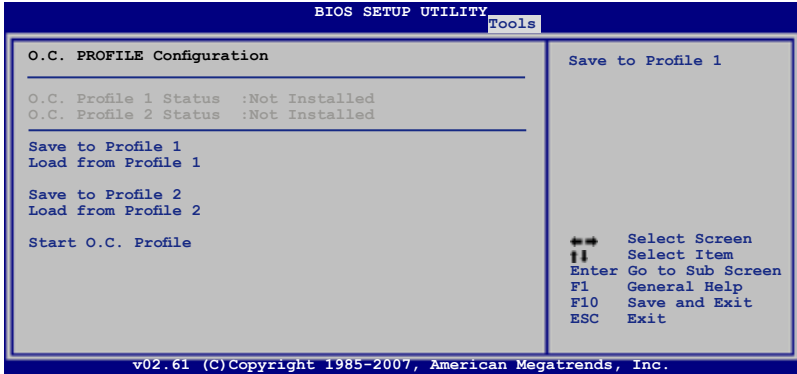 BIOS SETUP UTILITY
Tools
O.C. PROFILE Configuration
O.C. Profile 1 Status :Not Installed
O.C. Profile 2 Status :Not Installed
Save to Profile 1
Load from Profile 1
Save to Profile 2
Load from Profile 2
Start O.C. Profile
Save to Profile 1
Select Screen
Select Item
Enter Go to Sub Screen
F1 General Help
F10 Save and Exit
ESC Exit
v02.61 (C)Copyright 1985-2007, American Megatrends, Inc.